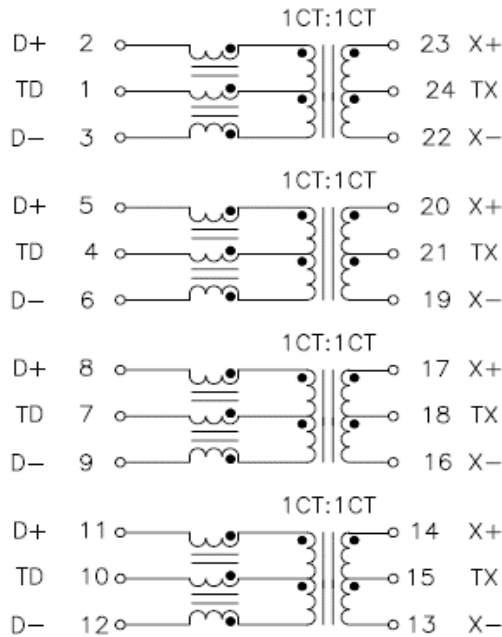 1CT:1CT
D+ 2 23 X+
TD 1 24 TX
D− 3 22 X−
1CT:1CT
D+ 5 20 X+
TD 4 21 TX
D− 6 19 X−
1CT:1CT
D+ 8 17 X+
TD 7 18 TX
D− 9 16 X−
1CT:1CT
D+ 11 14 X+
TD 10 15 TX
D− 12 13 X−